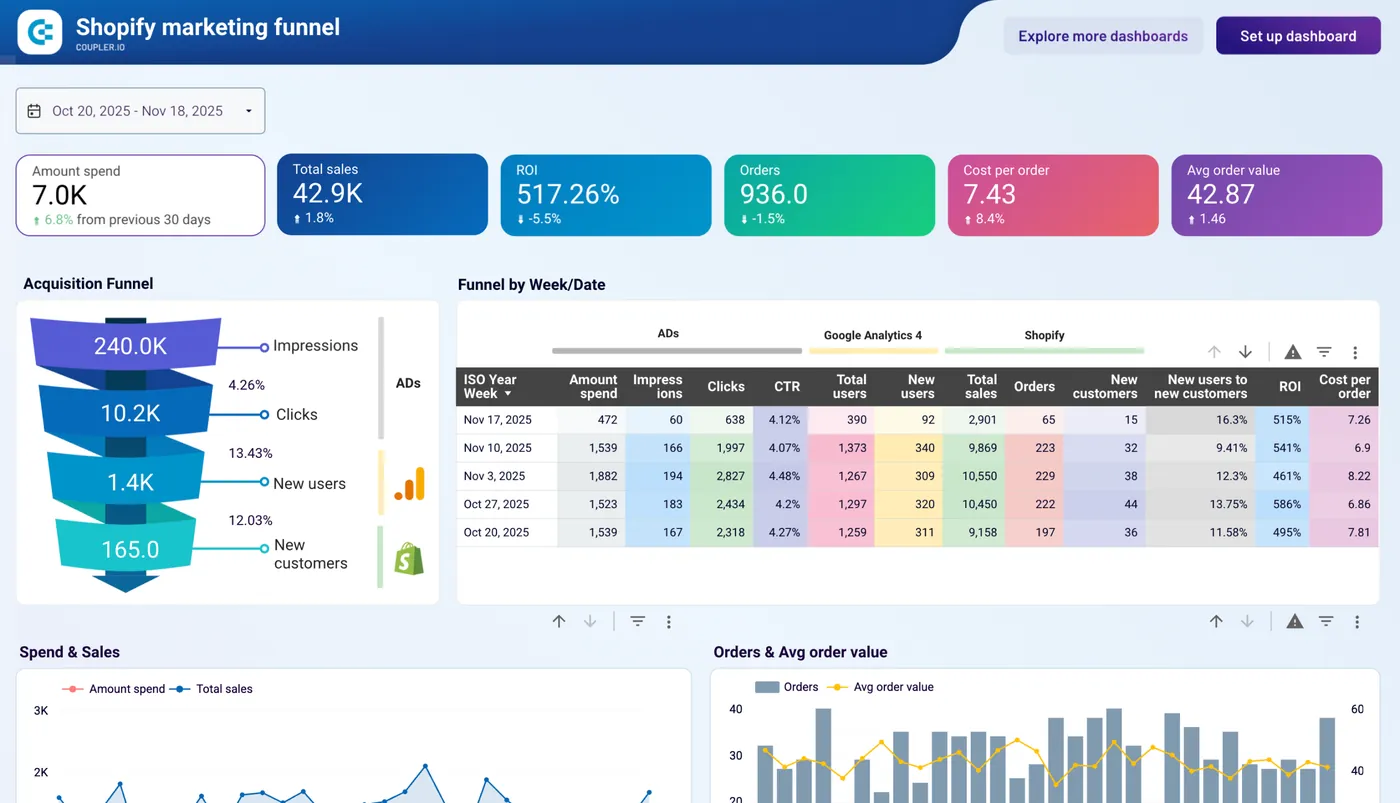 Shopify marketing funnel
COUPLER.IO
Explore more dashboards
Set up dashboard
Oct 20, 2025 - Nov 18, 2025
Amount spend
7.0K
6.8% from previous 30 days
Total sales
42.9K
1.8%
ROI
517.26%
-5.5%
Orders
936.0
-1.5%
Cost per order
7.43
8.4%
Avg order value
42.87
1.46
Acquisition Funnel
240.0K
Impressions
4.26%
10.2K
Clicks
13.43%
1.4K
New users
12.03%
165.0
New
customers
ADs
Funnel by Week/Date
ADs Google Analytics 4 Shopify
ISO Year Week Amount spend Impress ions Clicks CTR Total users New users Total sales Orders New customers New users to new customers ROI Cost per order
Nov 17, 2025 472 60 638 4.12% 390 92 2,901 65 15 16.3% 515% 7.26
Nov 10, 2025 1,539 166 1,997 4.07% 1,373 340 9,869 223 32 9.41% 541% 6.9
Nov 3, 2025 1,882 194 2,827 4.48% 1,267 309 10,550 229 38 12.3% 461% 8.22
Oct 27, 2025 1,523 183 2,434 4.2% 1,297 320 10,450 222 44 13.75% 586% 6.86
Oct 20, 2025 1,539 167 2,318 4.27% 1,259 311 9,158 197 36 11.58% 495% 7.81
Spend & Sales
Amount spend Total sales
3K
2K
Orders & Avg order value
Orders Avg order value
40 60
30
40
20